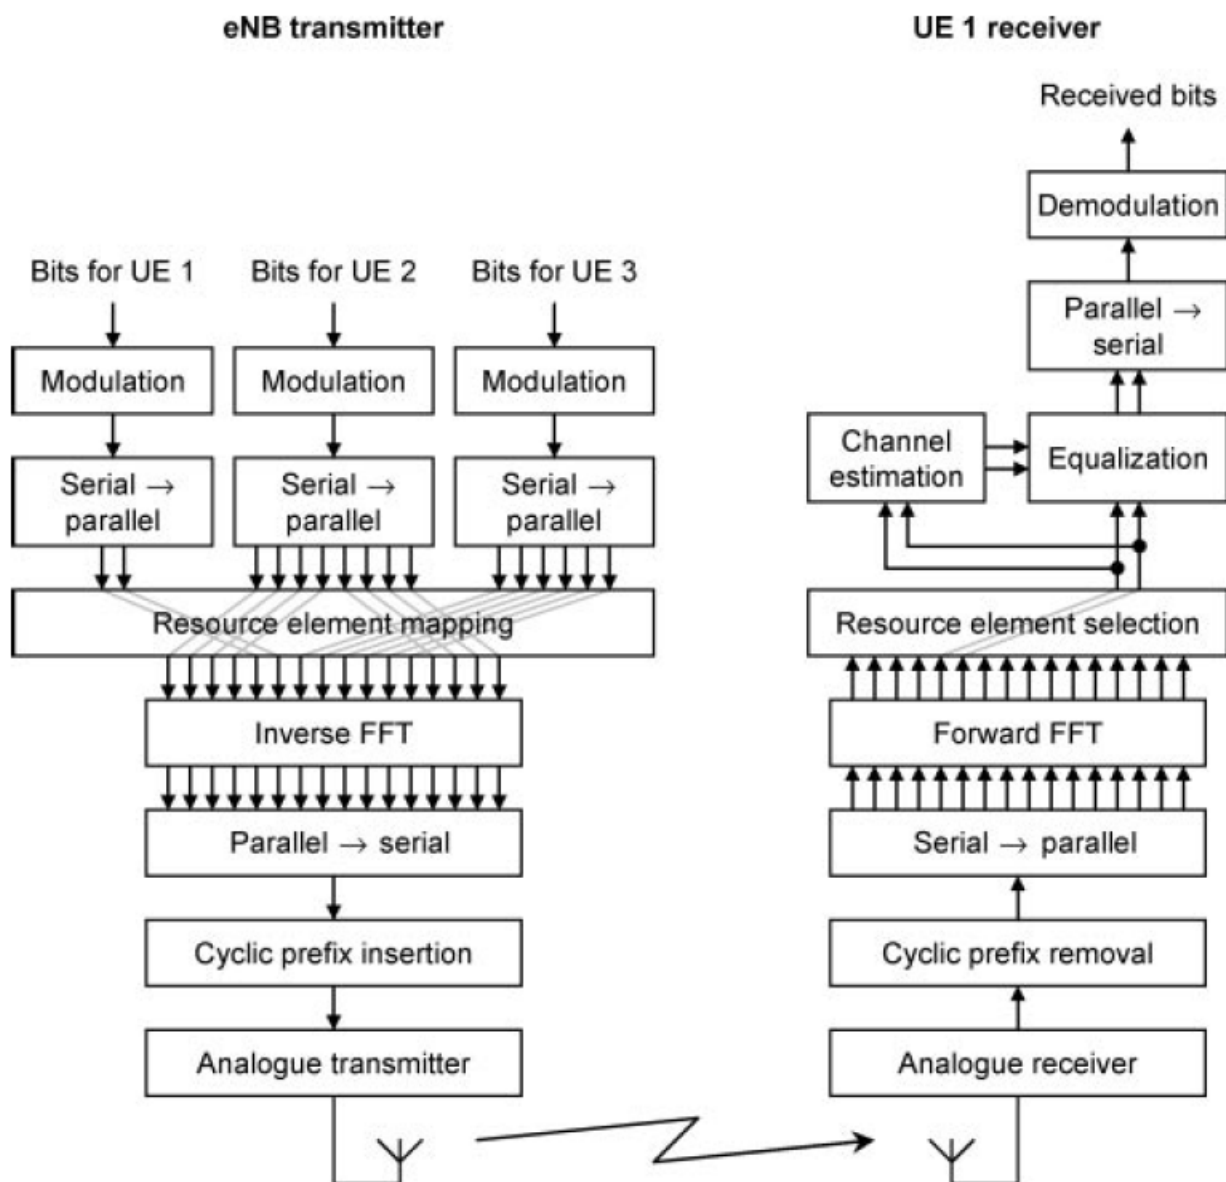 eNB transmitter
UE 1 receiver
Received bits
Demodulation
Bits for UE 1
Bits for UE 2
Bits for UE 3
Parallel →
serial
Modulation
Modulation
Modulation
Channel
estimation
Equalization
Serial →
parallel
Serial →
parallel
Serial →
parallel
Resource element mapping
Resource element selection
Inverse FFT
Forward FFT
Parallel → serial
Serial → parallel
Cyclic prefix insertion
Cyclic prefix removal
Analogue transmitter
Analogue receiver